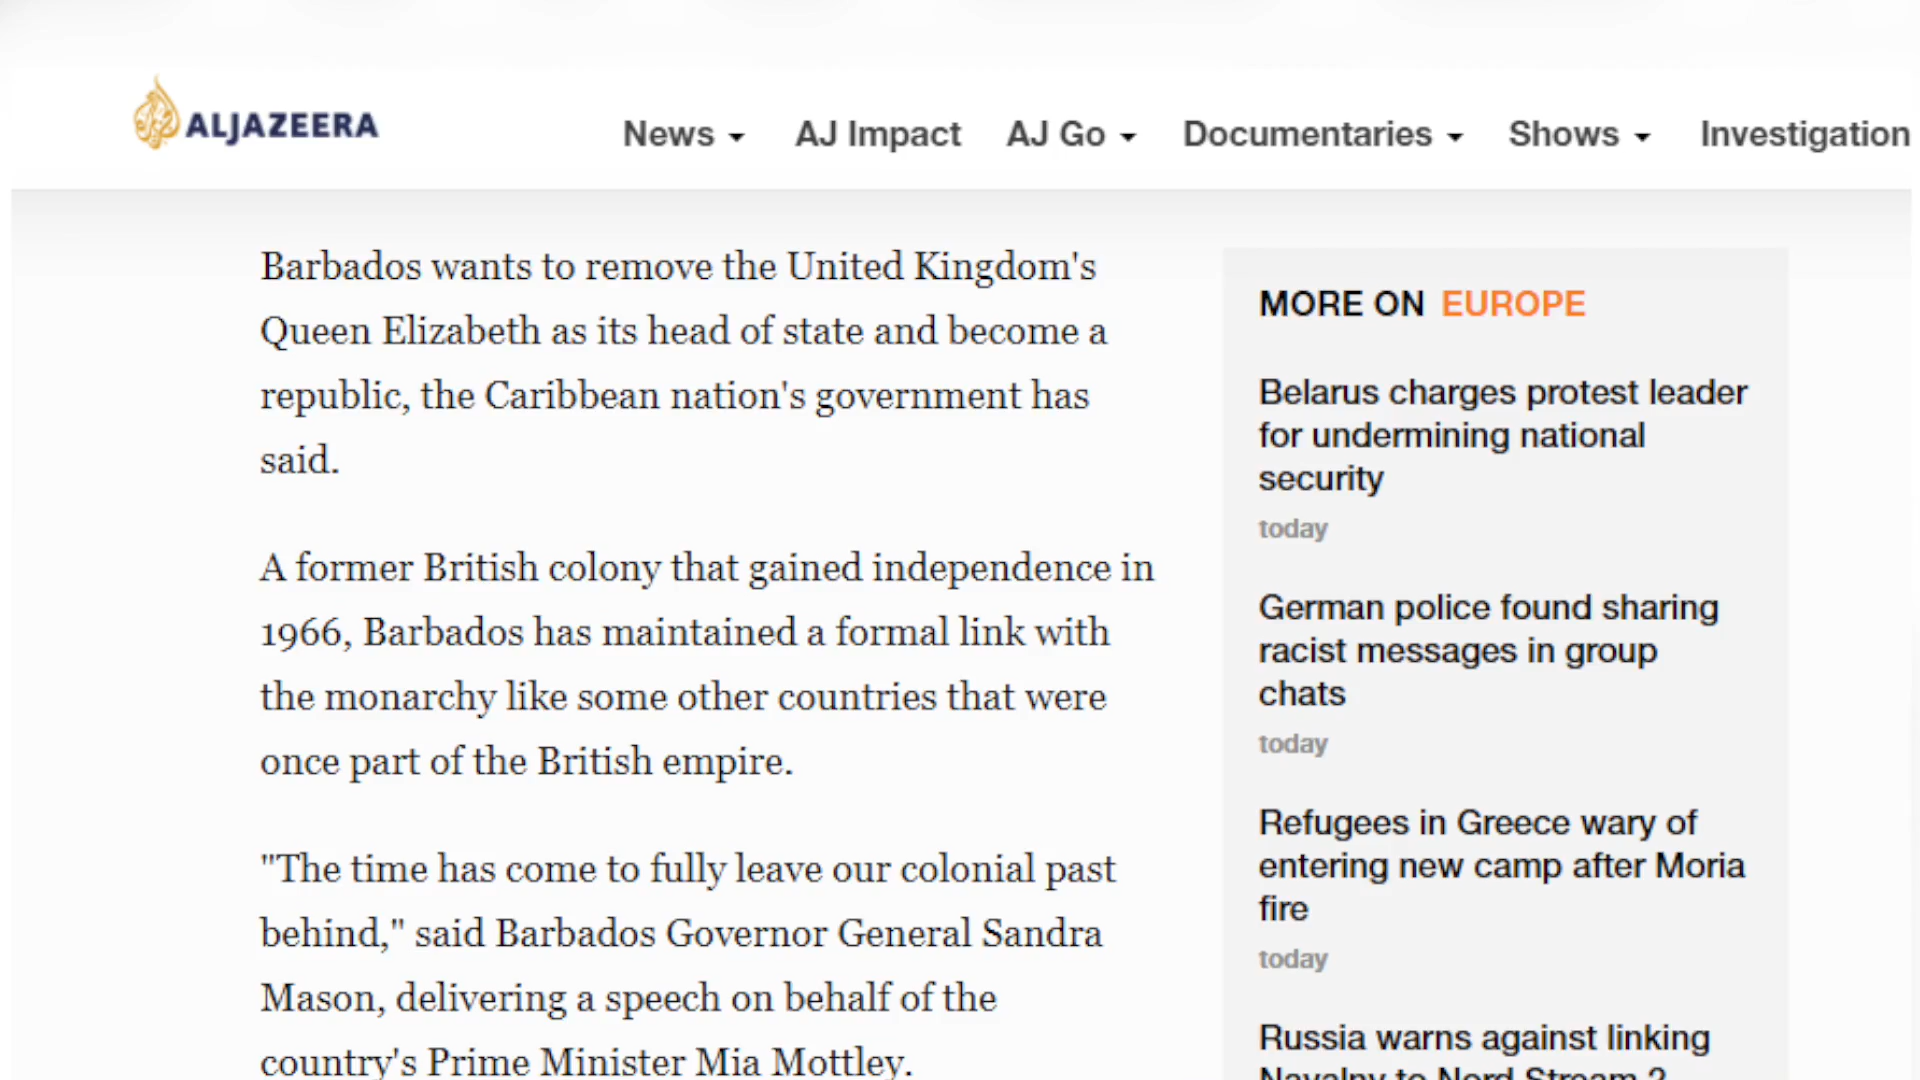 ALJAZEERA
News AJ Impact AJ Go Documentaries Shows Investigation
Barbados wants to remove the United Kingdom's
Queen Elizabeth as its head of state and become a
republic, the Caribbean nation's government has
said.
A former British colony that gained independence in
1966, Barbados has maintained a formal link with
the monarchy like some other countries that were
once part of the British empire.
"The time has come to fully leave our colonial past
behind," said Barbados Governor General Sandra
Mason, delivering a speech on behalf of the
country's Prime Minister Mia Mottley.
MORE ON EUROPE
Belarus charges protest leader
for undermining national
security
today
German police found sharing
racist messages in group
chats
today
Refugees in Greece wary of
entering new camp after Moria
fire
today
Russia warns against linking
Navalny to Nord Stream 2